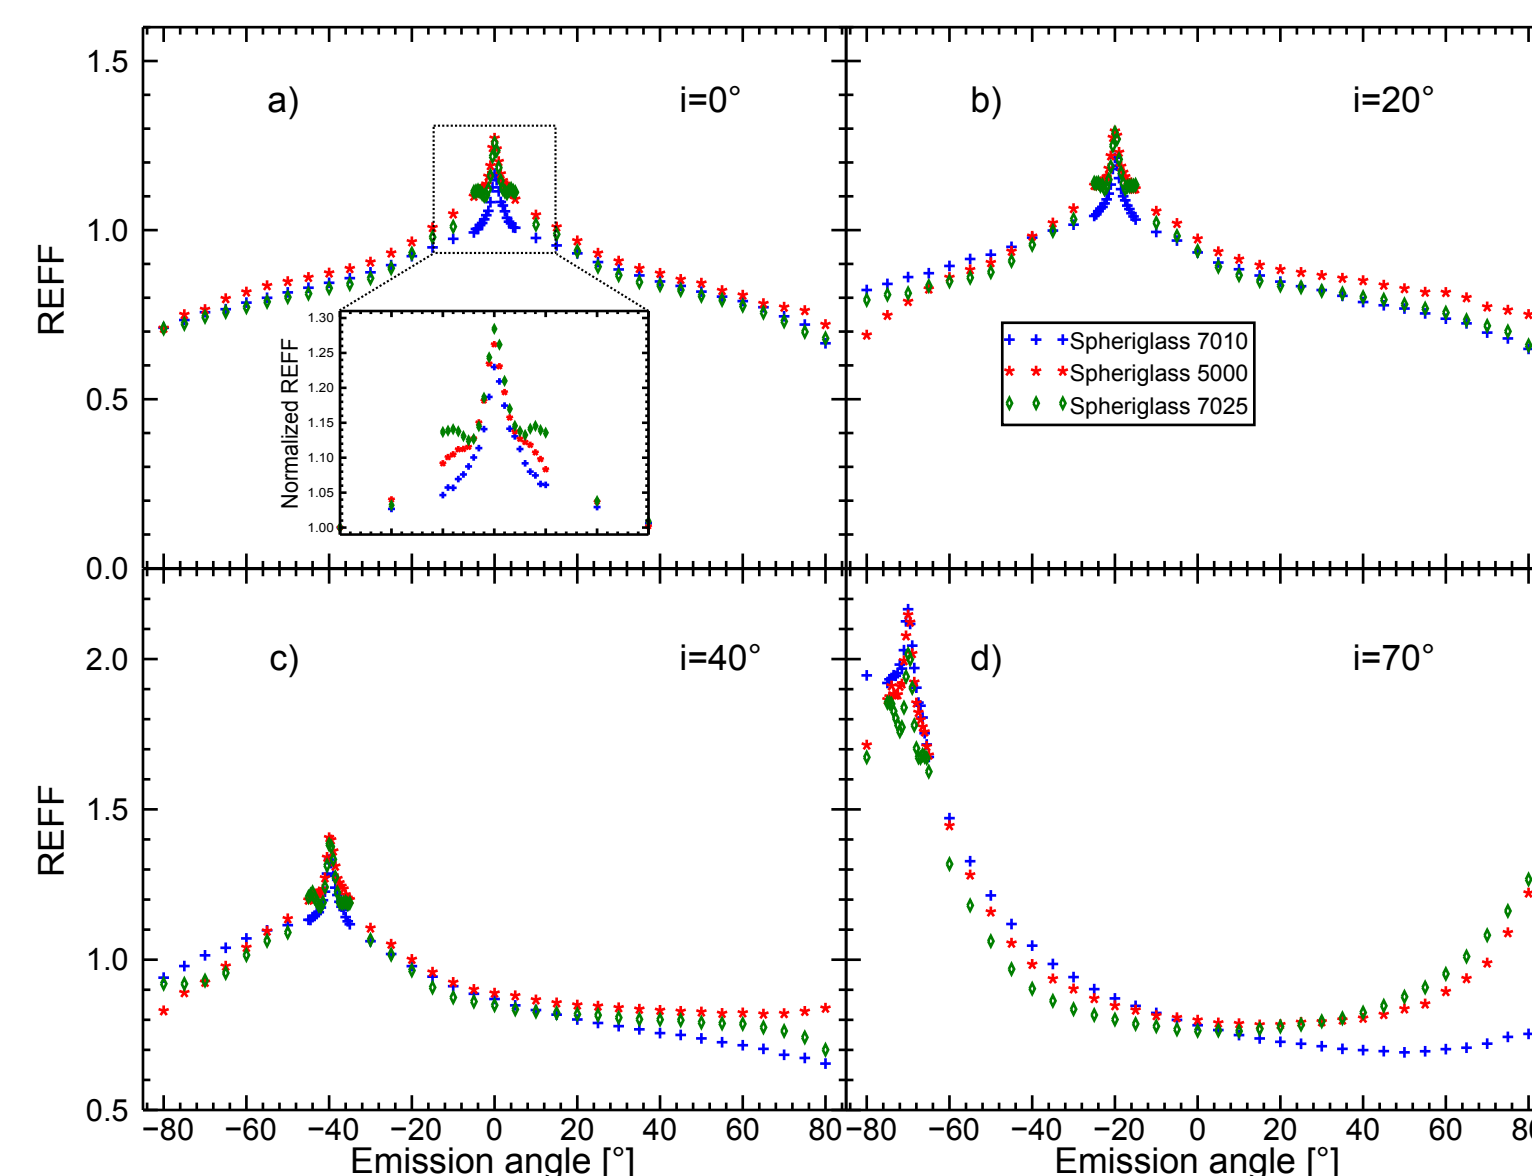 a) i=0°
b) i=20°
1.5
1.0
0.5
0.0
REFF
1.30
1.25
1.20
1.15
1.10
1.05
1.00
Normalized REFF
Spheriglass 7010
Spheriglass 5000
Spheriglass 7025
c) i=40°
d) i=70°
2.0
1.5
1.0
0.5
REFF
−80 −60 −40 −20 0 20 40 60 80
−80 −60 −40 −20 0 20 40 60 80
Emission angle [°]
Emission angle [°]